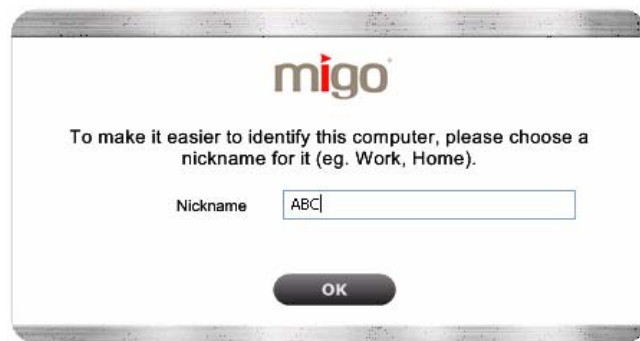 migo
To make it easier to identify this computer, please choose a
nickname for it (eg. Work, Home).
Nickname ABC
OK